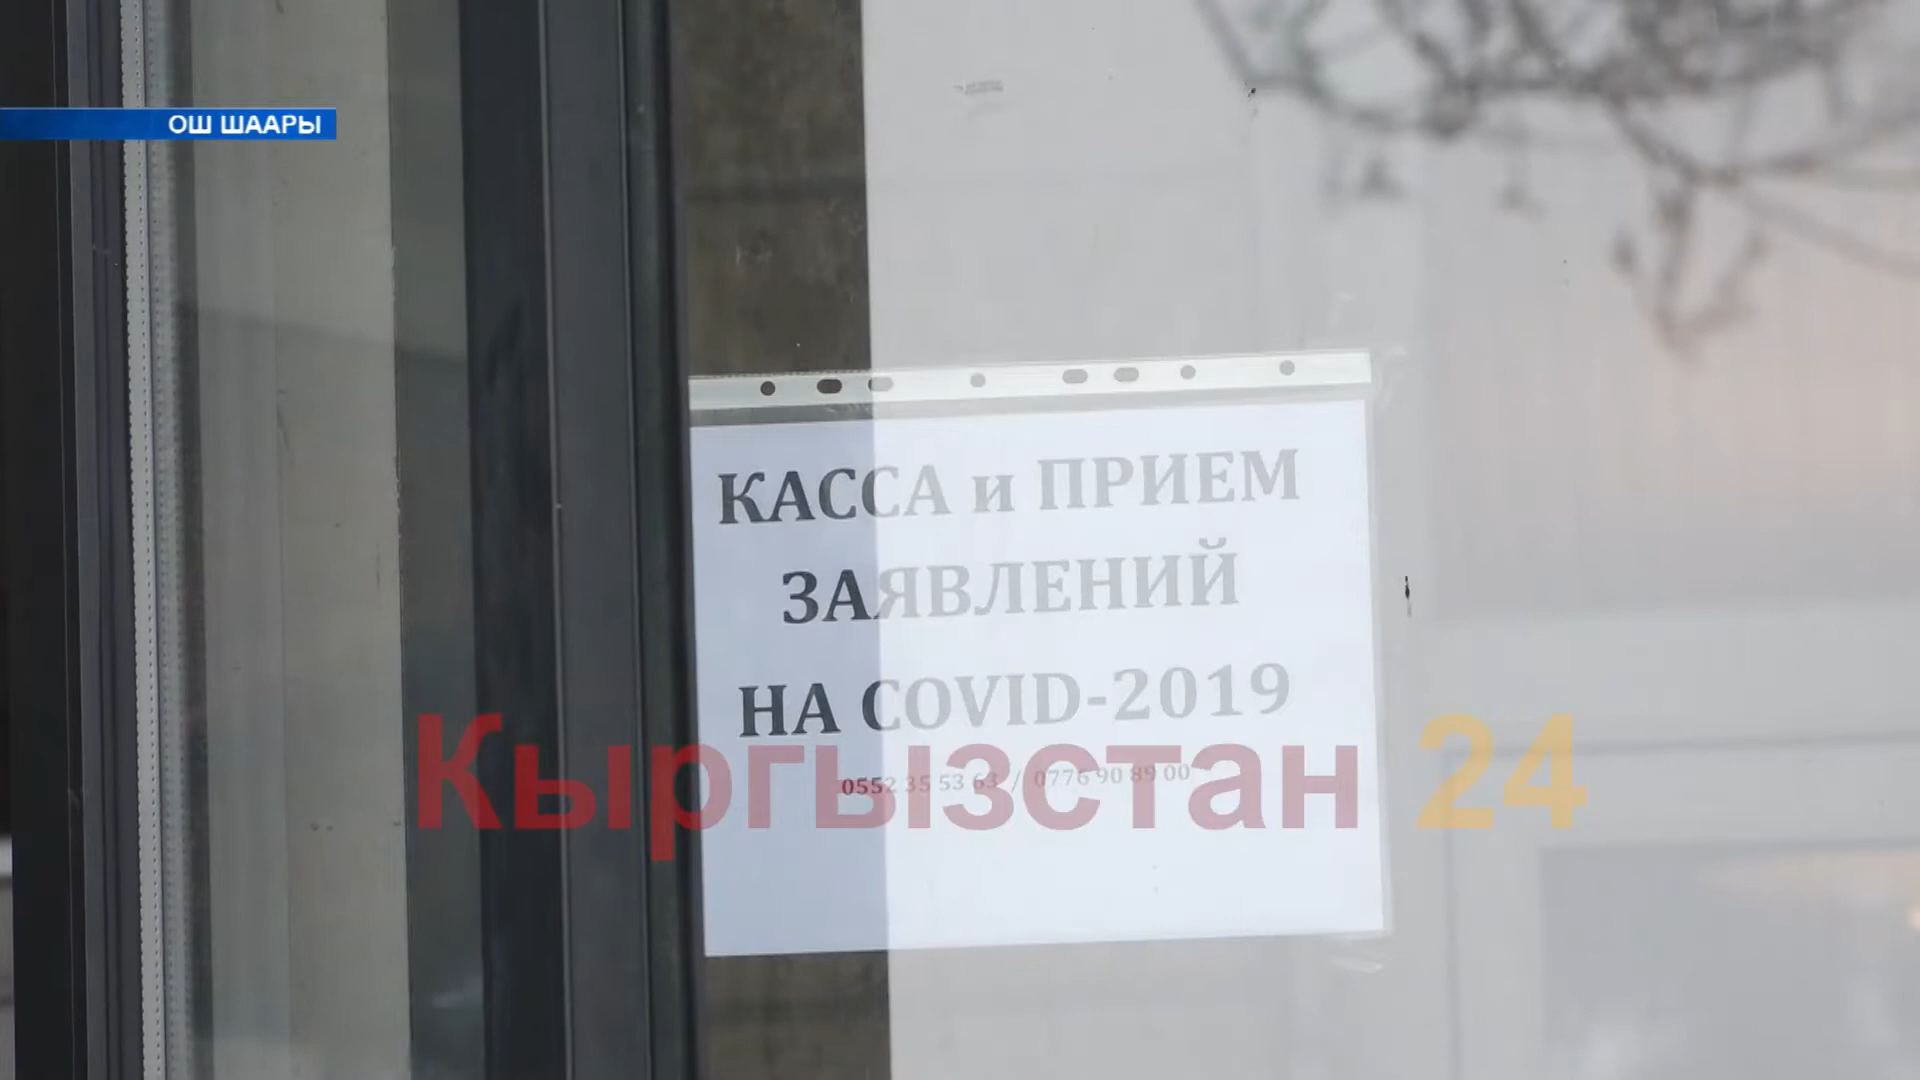 ОШ ШААРЫ
КАССА и ПРИЕМ
ЗАЯВЛЕНИЙ
НА COVID-2019
0552 35 53 63 / 0776 90 89 00
Кыргызстан 24